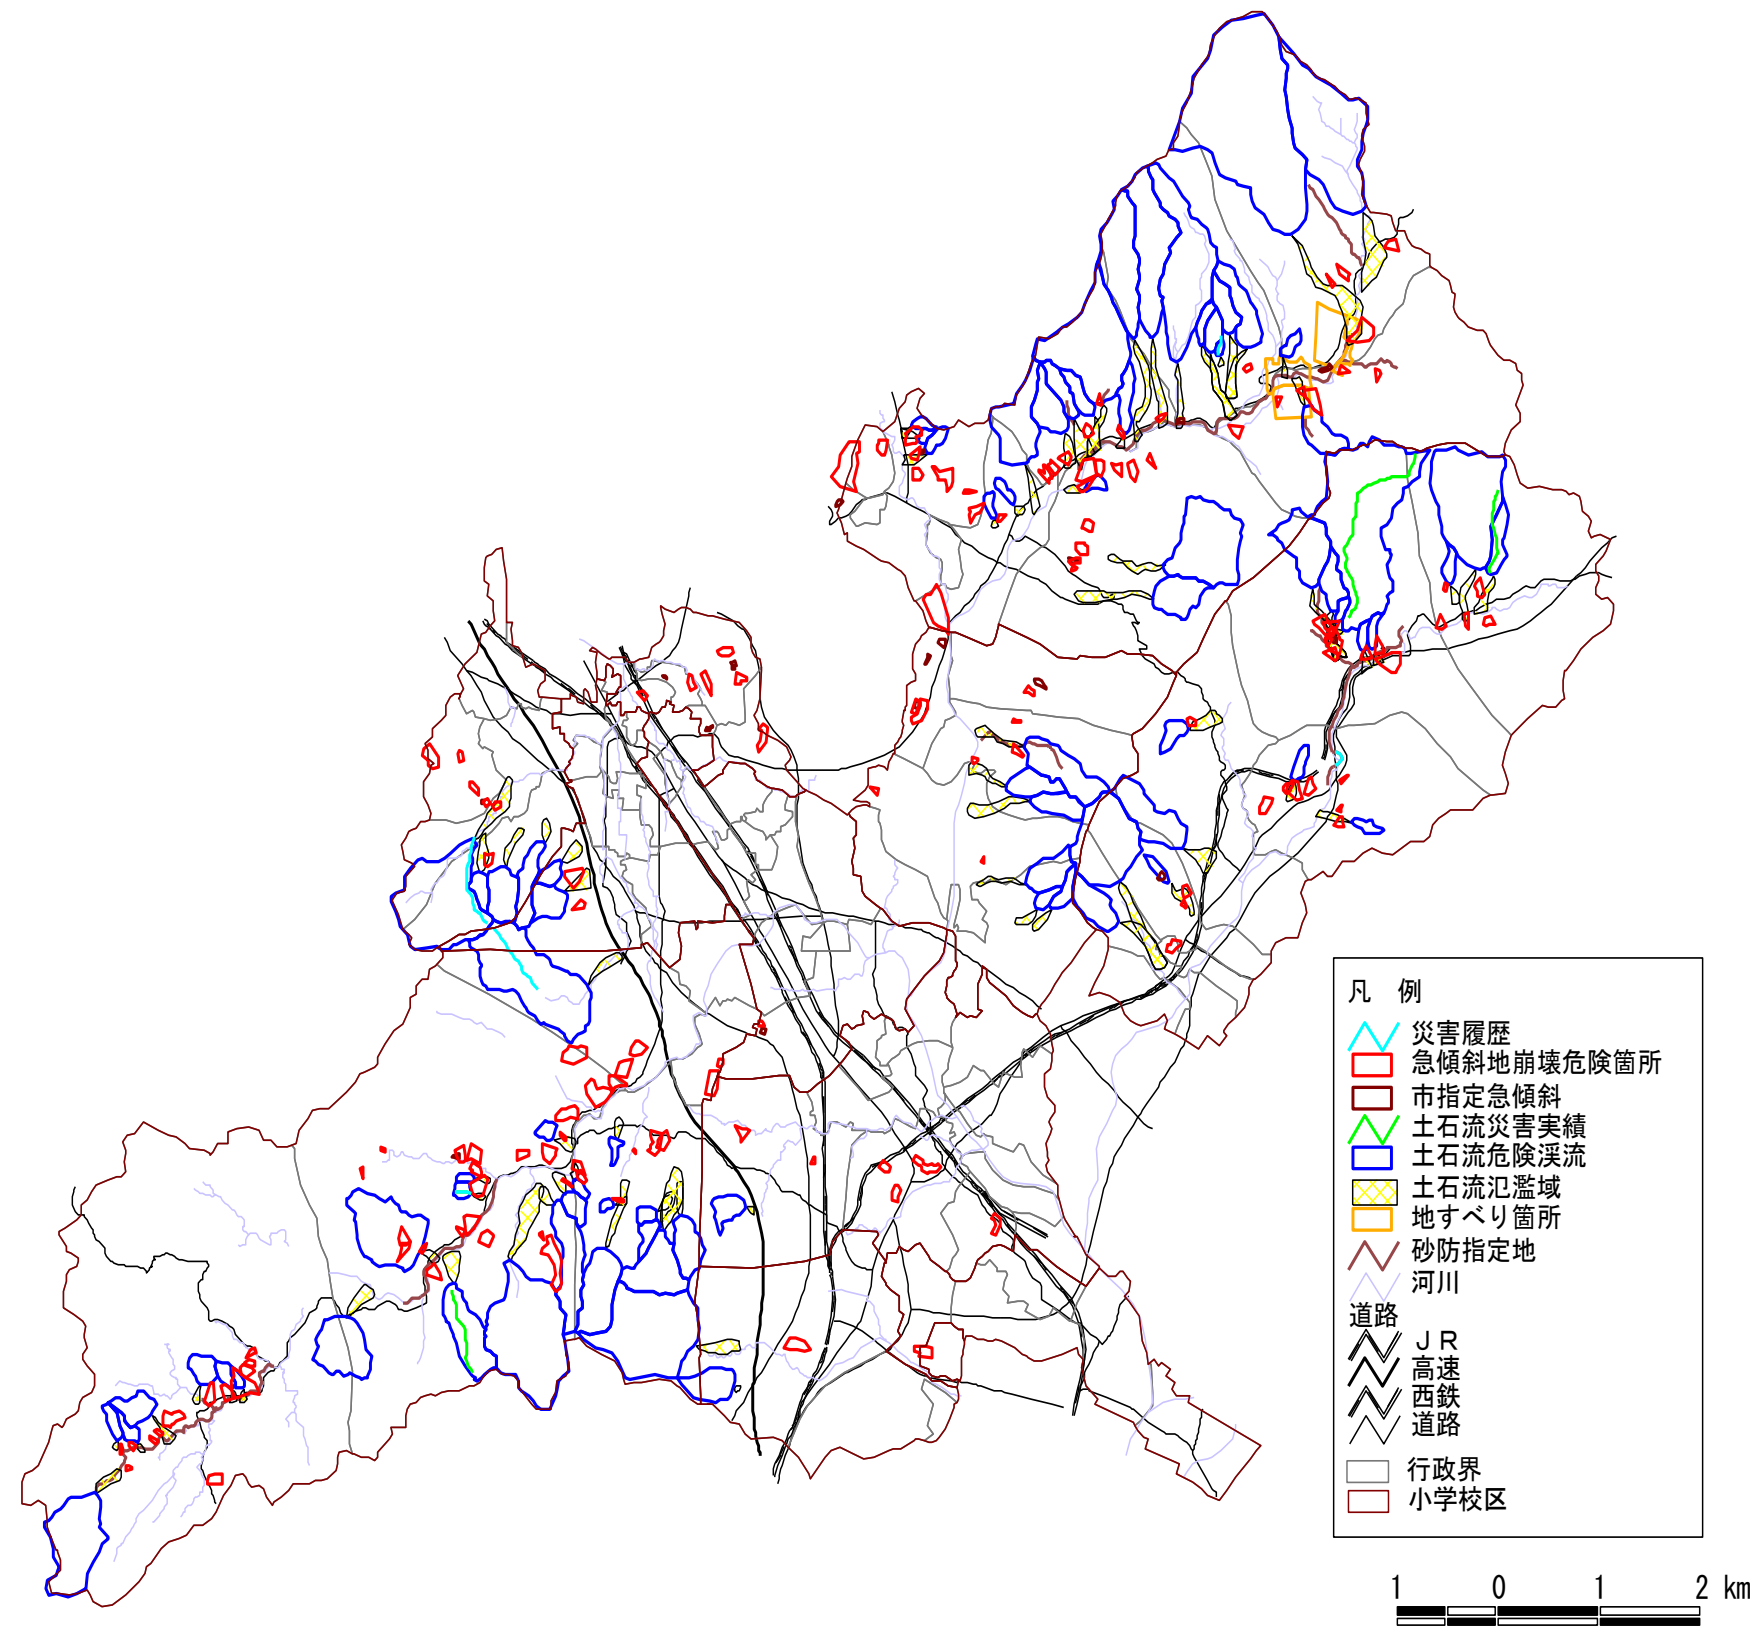 凡 例
災害履歴
急傾斜地崩壊危険箇所
市指定急傾斜
土石流災害実績
土石流危険渓流
土石流氾濫域
地すべり箇所
砂防指定地
河川
道路
ＪＲ
高速
西鉄
道路
行政界
小学校区
1 0 1 2 km